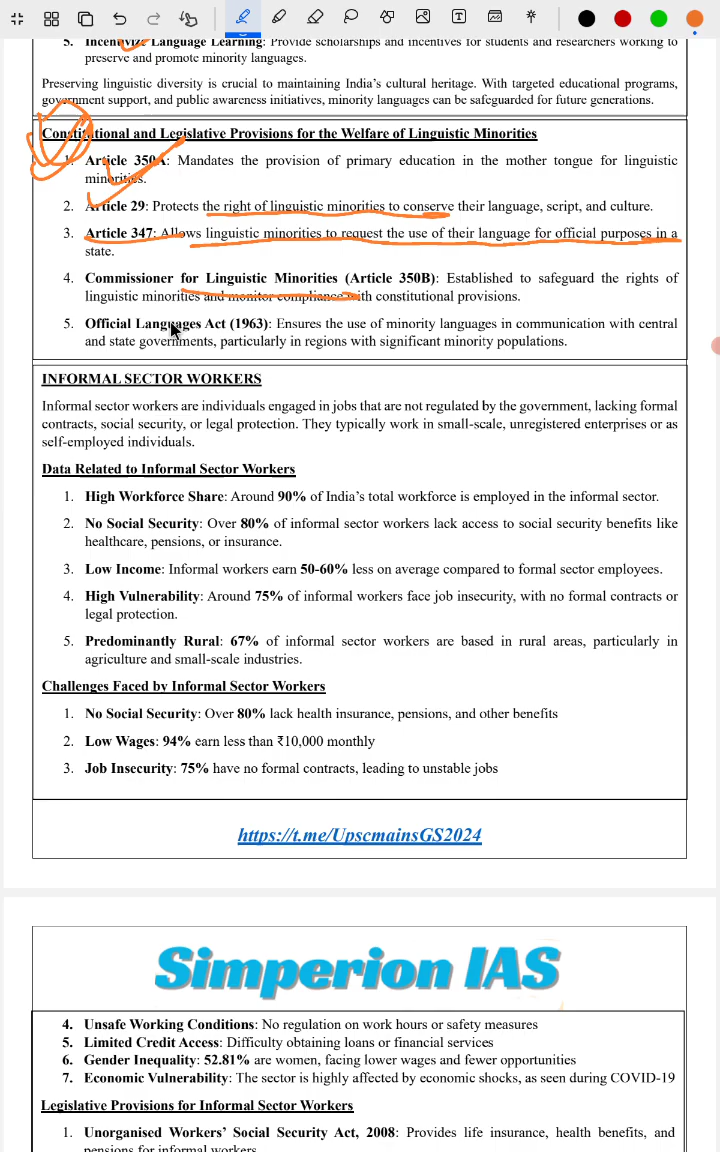 5. Incentivize Language Learning: Provide scholarships and incentives for students and researchers working to
preserve and promote minority languages.
Preserving linguistic diversity is crucial to maintaining India's cultural heritage. With targeted educational programs,
government support, and public awareness initiatives, minority languages can be safeguarded for future generations.
Constitutional and Legislative Provisions for the Welfare of Linguistic Minorities
1. Article 350A: Mandates the provision of primary education in the mother tongue for linguistic
minorities.
2. Article 29: Protects the right of linguistic minorities to conserve their language, script, and culture.
3. Article 347: Allows linguistic minorities to request the use of their language for official purposes in a
state.
4. Commissioner for Linguistic Minorities (Article 350B): Established to safeguard the rights of
linguistic minorities and monitor compliance with constitutional provisions.
5. Official Languages Act (1963): Ensures the use of minority languages in communication with central
and state governments, particularly in regions with significant minority populations.
INFORMAL SECTOR WORKERS
Informal sector workers are individuals engaged in jobs that are not regulated by the government, lacking formal
contracts, social security, or legal protection. They typically work in small-scale, unregistered enterprises or as
self-employed individuals.
Data Related to Informal Sector Workers
1. High Workforce Share: Around 90% of India's total workforce is employed in the informal sector.
2. No Social Security: Over 80% of informal sector workers lack access to social security benefits like
healthcare, pensions, or insurance.
3. Low Income: Informal workers earn 50-60% less on average compared to formal sector employees.
4. High Vulnerability: Around 75% of informal workers face job insecurity, with no formal contracts or
legal protection.
5. Predominantly Rural: 67% of informal sector workers are based in rural areas, particularly in
agriculture and small-scale industries.
Challenges Faced by Informal Sector Workers
1. No Social Security: Over 80% lack health insurance, pensions, and other benefits
2. Low Wages: 94% earn less than ₹10,000 monthly
3. Job Insecurity: 75% have no formal contracts, leading to unstable jobs
https://t.me/UpscmainsGS2024
Simperion IAS
4. Unsafe Working Conditions: No regulation on work hours or safety measures
5. Limited Credit Access: Difficulty obtaining loans or financial services
6. Gender Inequality: 52.81% are women, facing lower wages and fewer opportunities
7. Economic Vulnerability: The sector is highly affected by economic shocks, as seen during COVID-19
Legislative Provisions for Informal Sector Workers
1. Unorganised Workers' Social Security Act, 2008: Provides life insurance, health benefits, and
pensions for informal workers.